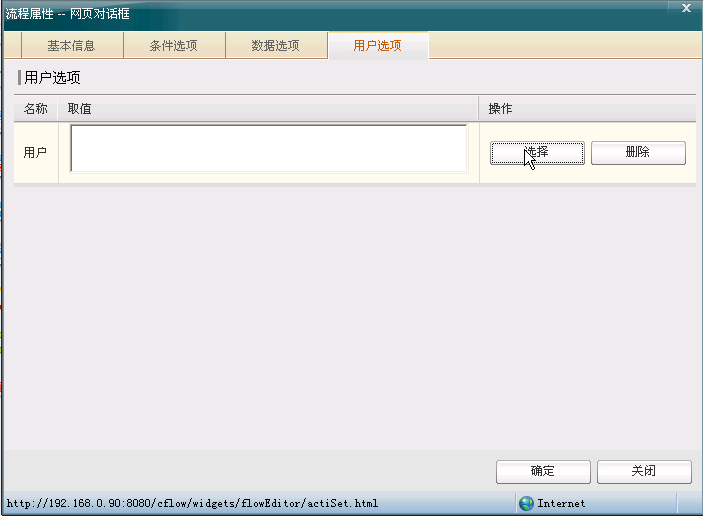 流程属性 -- 网页对话框
基本信息 条件选项 数据选项 用户选项
用户选项
名称 取值 操作
用户 选择 删除
确定 关闭
http://192.168.0.90:8080/cflow/widgets/flowEditor/actiSet.html Internet